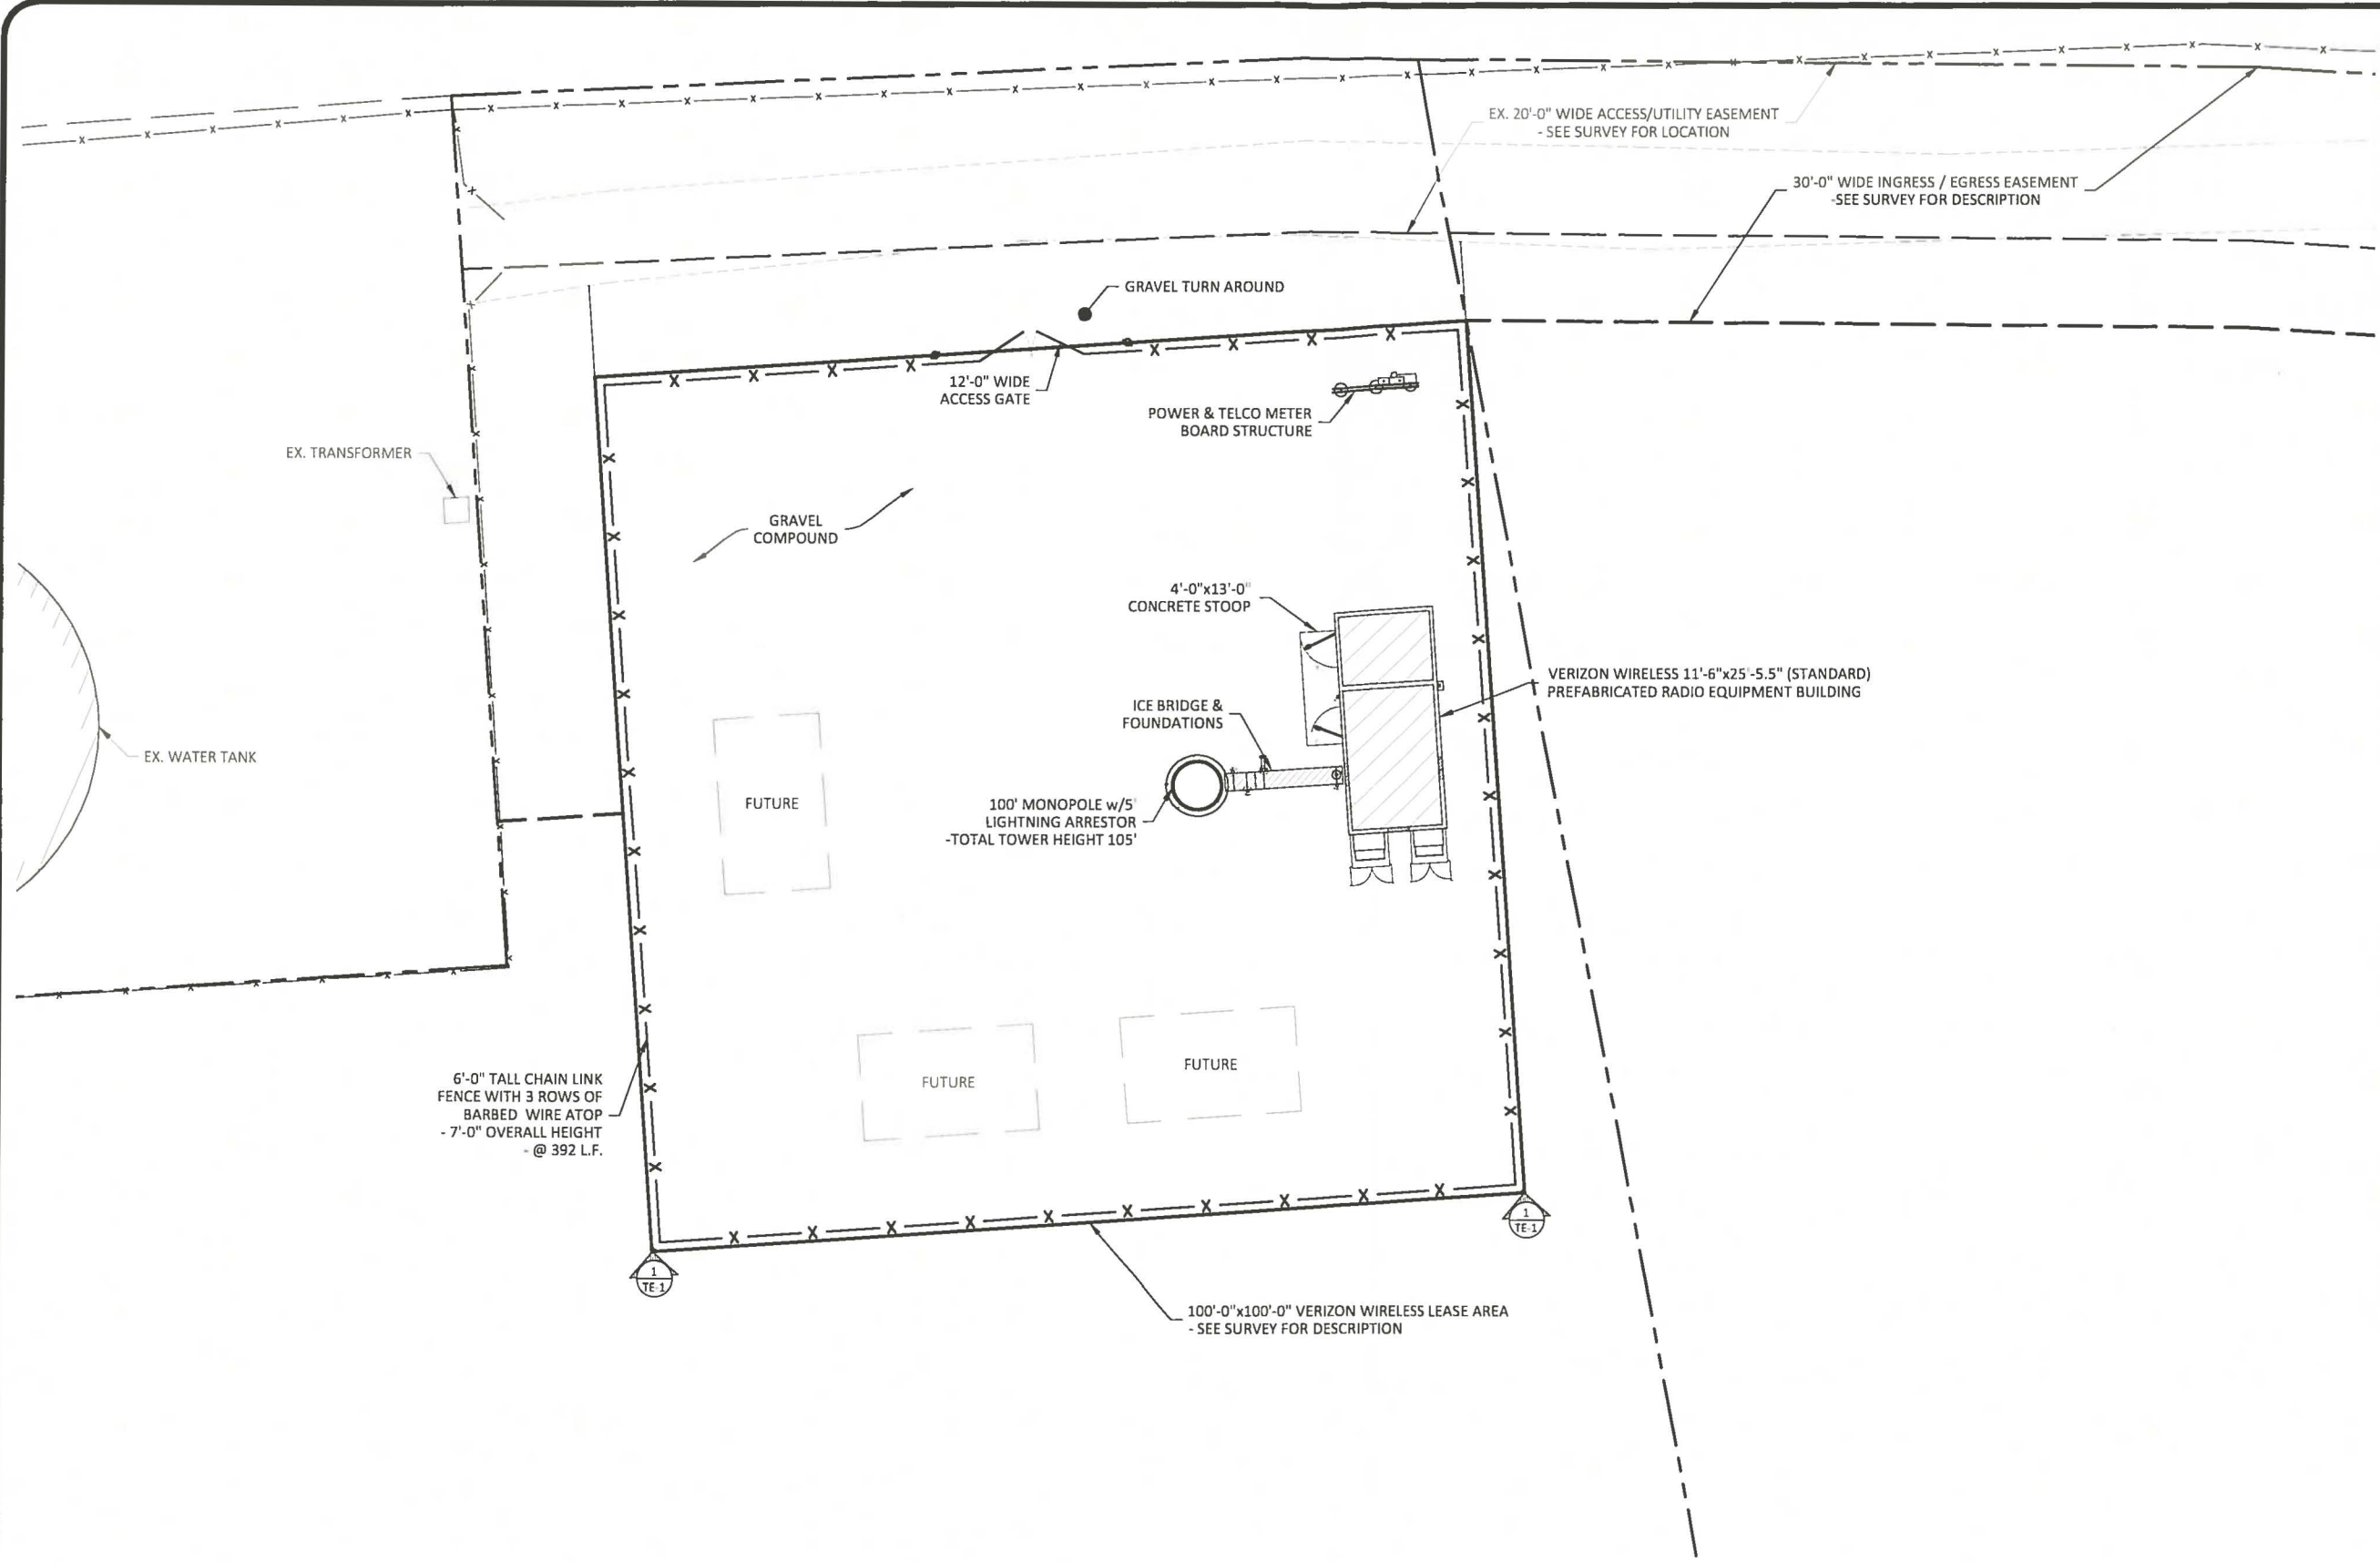 EX. 20'-0" WIDE ACCESS/UTILITY EASEMENT
- SEE SURVEY FOR LOCATION
30'-0" WIDE INGRESS / EGRESS EASEMENT
-SEE SURVEY FOR DESCRIPTION
GRAVEL TURN AROUND
12'-0" WIDE
ACCESS GATE
POWER & TELCO METER
BOARD STRUCTURE
EX. TRANSFORMER
GRAVEL
COMPOUND
4'-0"x13'-0"
CONCRETE STOOP
VERIZON WIRELESS 11'-6"x25'-5.5" (STANDARD)
PREFABRICATED RADIO EQUIPMENT BUILDING
ICE BRIDGE &
FOUNDATIONS
EX. WATER TANK
FUTURE
100' MONOPOLE w/5'
LIGHTNING ARRESTOR
-TOTAL TOWER HEIGHT 105'
FUTURE
FUTURE
6'-0" TALL CHAIN LINK
FENCE WITH 3 ROWS OF
BARBED WIRE ATOP
- 7'-0" OVERALL HEIGHT
- @ 392 L.F.
1
TE-1
1
TE-1
100'-0"x100'-0" VERIZON WIRELESS LEASE AREA
- SEE SURVEY FOR DESCRIPTION